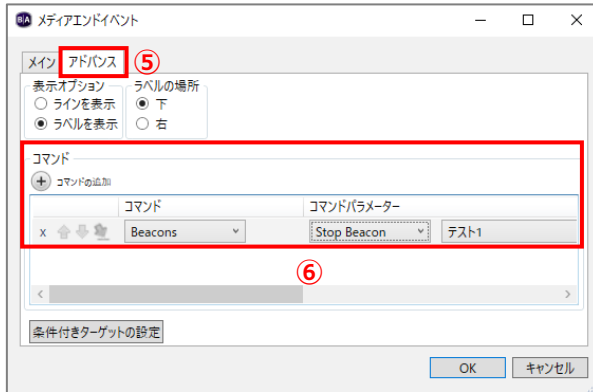 B|A メディアエンドイベント
メイン アドバンス ⑤
表示オプション ラベルの場所
ラインを表示 下
ラベルを表示 右
コマンド
+ コマンドの追加
コマンド コマンドパラメーター
x Beacons Stop Beacon テスト1
⑥
条件付きターゲットの設定
OK キャンセル